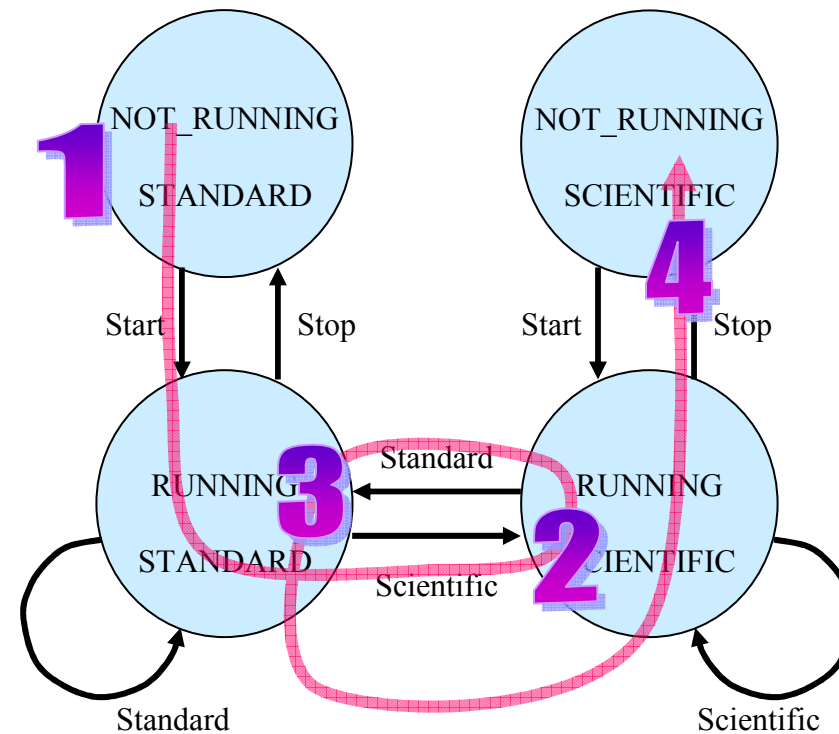 NOT_RUNNING
STANDARD
1
NOT_RUNNING
SCIENTIFIC
4
Start
Stop
Start
Stop
RUNNING
STANDARD
3
Standard
Scientific
RUNNING
CIENTIFIC
2
Standard
Scientific